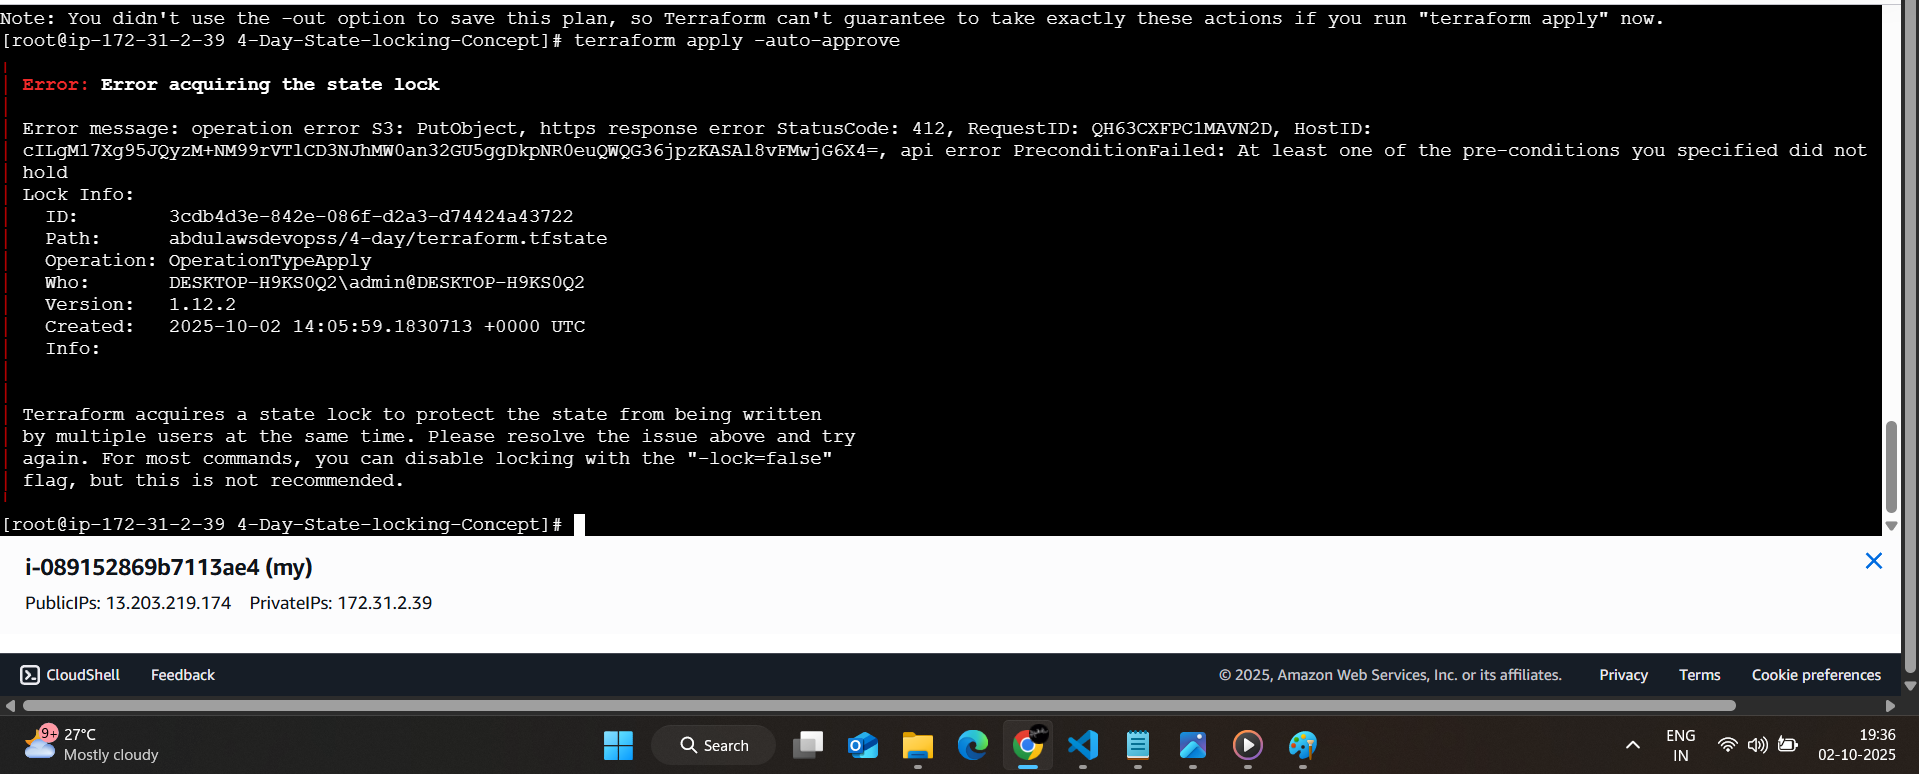 Note: You didn't use the -out option to save this plan, so Terraform can't guarantee to take exactly these actions if you run "terraform apply" now.
[root@ip-172-31-2-39 4-Day-State-locking-Concept]# terraform apply -auto-approve
Error: Error acquiring the state lock
Error message: operation error S3: PutObject, https response error StatusCode: 412, RequestID: QH63CXFPC1MAVN2D, HostID:
cILgM17Xg95JQyzM+NM99rVTlCD3NJhMW0an32GU5ggDkpNR0euQWQG36jpzKASAl8vFMwjG6X4=, api error PreconditionFailed: At least one of the pre-conditions you specified did not
hold
Lock Info:
ID: 3cdb4d3e-842e-086f-d2a3-d74424a43722
Path: abdulawsdevopss/4-day/terraform.tfstate
Operation: OperationTypeApply
Who: DESKTOP-H9KS0Q2\admin@DESKTOP-H9KS0Q2
Version: 1.12.2
Created: 2025-10-02 14:05:59.1830713 +0000 UTC
Info:
Terraform acquires a state lock to protect the state from being written
by multiple users at the same time. Please resolve the issue above and try
again. For most commands, you can disable locking with the "-lock=false"
flag, but this is not recommended.
[root@ip-172-31-2-39 4-Day-State-locking-Concept]#
i-089152869b7113ae4 (my)
PublicIPs: 13.203.219.174 PrivateIPs: 172.31.2.39
CloudShell Feedback © 2025, Amazon Web Services, Inc. or its affiliates. Privacy Terms Cookie preferences
9+ 27°C
Mostly cloudy
Search
ENG
IN
19:36
02-10-2025